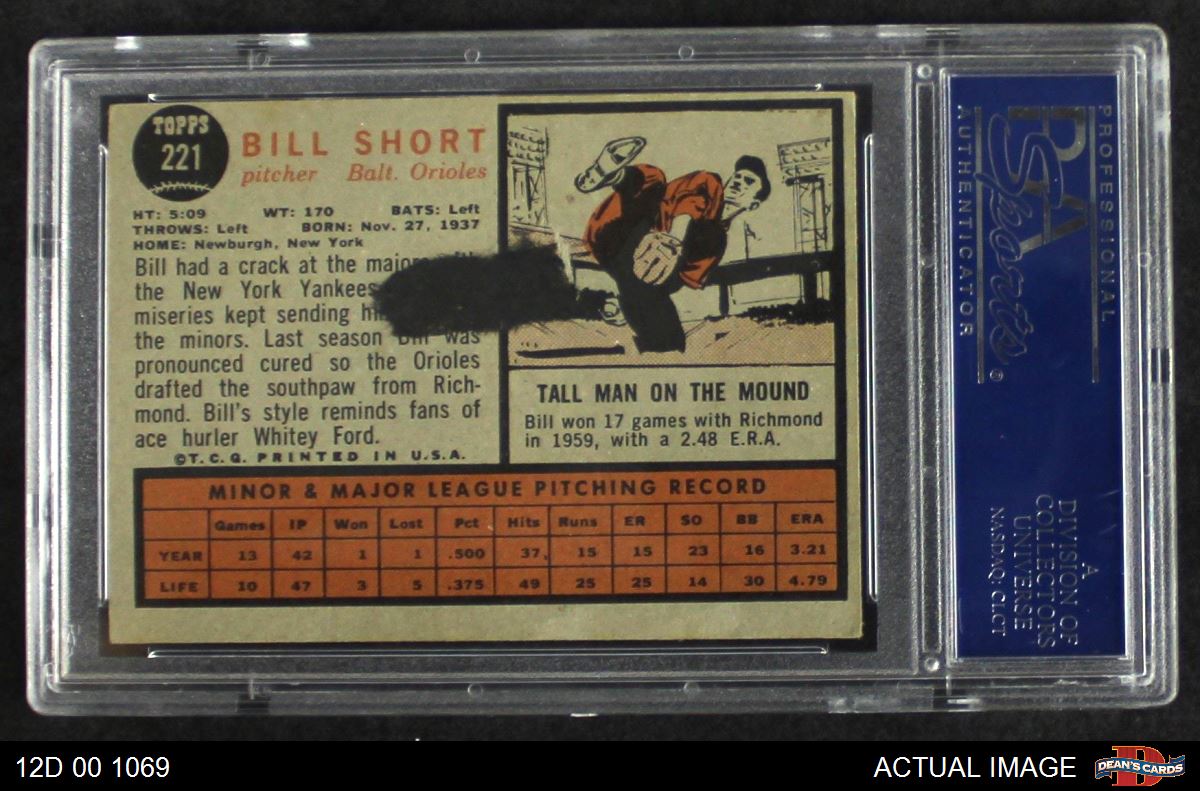 TOPPS
221
BILL SHORT
pitcher Balt. Orioles
HT: 5:09 WT: 170 BATS: Left
THROWS: Left BORN: Nov. 27, 1937
HOME: Newburgh, New York
Bill had a crack at the majors
the New York Yankees
miseries kept sending
the minors. Last season Bill was
pronounced cured so the Orioles
drafted the southpaw from Rich-
mond. Bill's style reminds fans of
ace hurler Whitey Ford.
©T. C. G. PRINTED IN U.S.A.
TALL MAN ON THE MOUND
Bill won 17 games with Richmond
in 1959, with a 2.48 E.R.A.
MINOR & MAJOR LEAGUE PITCHING RECORD
Games IP Won Lost Pct Hits Runs ER SO BB ERA
YEAR 13 42 1 1 .500 37 15 15 23 16 3.21
LIFE 10 47 3 5 .375 49 25 25 14 30 4.79
PROFESSIONAL
PSA
Sports
AUTHENTICATOR
A
DIVISION OF
COLLECTORS
UNIVERSE
NASDAQ: CLCT
12D 00 1069
ACTUAL IMAGE
DEAN'S CARDS